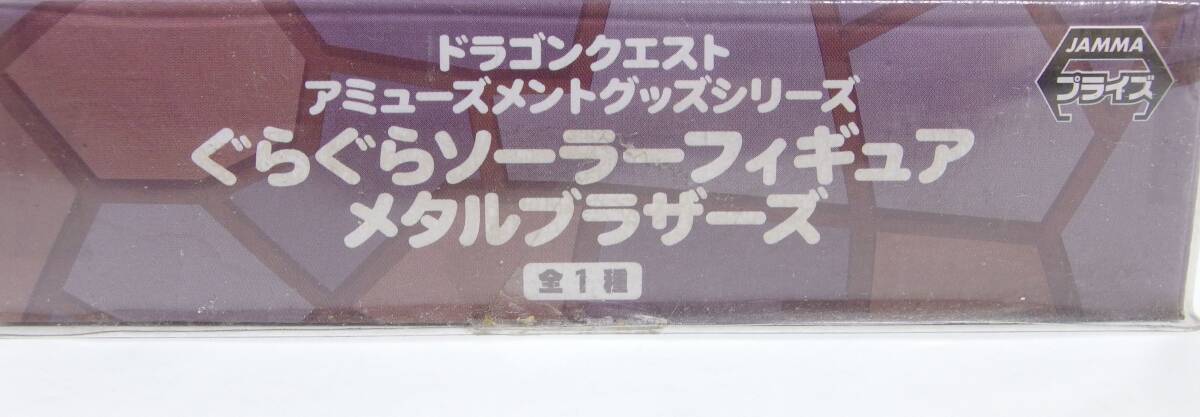 ドラゴンクエスト
アミューズメントグッズシリーズ
ぐらぐらソーラーフィギュア
メタルブラザーズ
全1種
JAMMA
プライズ